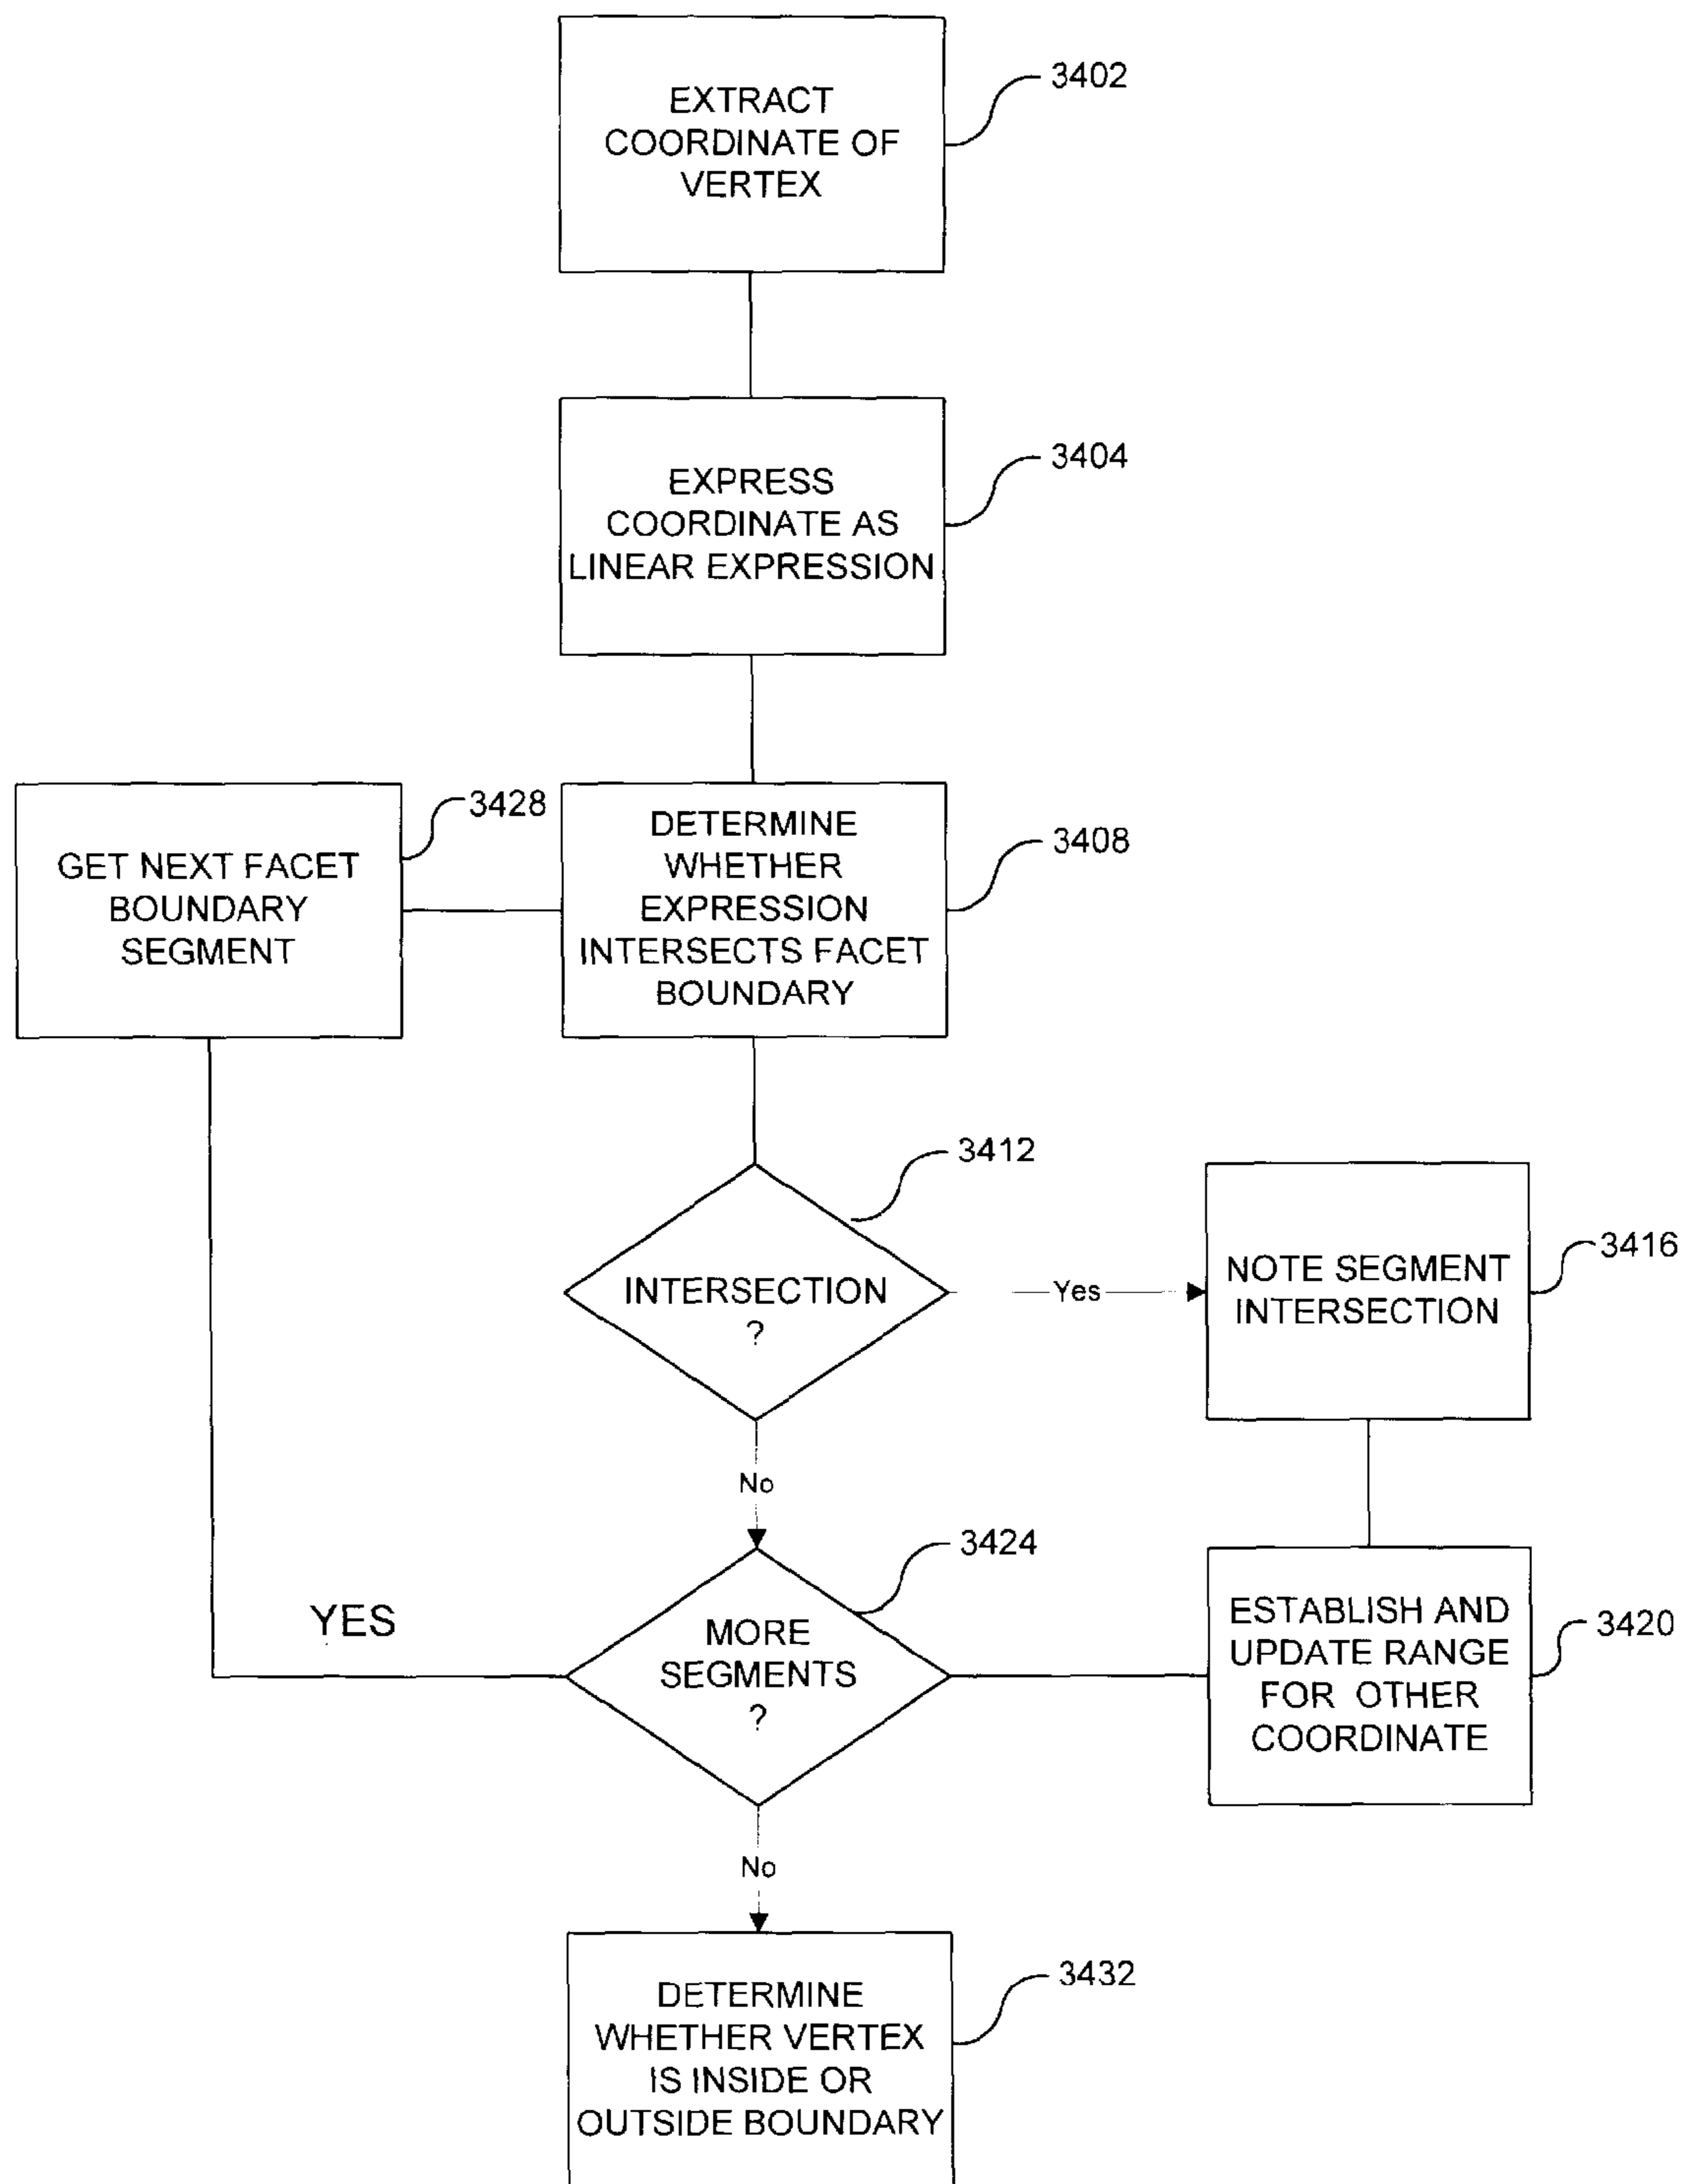 EXTRACT
COORDINATE OF
VERTEX
3402
EXPRESS
COORDINATE AS
LINEAR EXPRESSION
3404
GET NEXT FACET
BOUNDARY
SEGMENT
3428
DETERMINE
WHETHER
EXPRESSION
INTERSECTS FACET
BOUNDARY
3408
INTERSECTION
?
3412
Yes
NOTE SEGMENT
INTERSECTION
3416
No
YES
MORE
SEGMENTS
?
3424
ESTABLISH AND
UPDATE RANGE
FOR OTHER
COORDINATE
3420
No
DETERMINE
WHETHER VERTEX
IS INSIDE OR
OUTSIDE BOUNDARY
3432